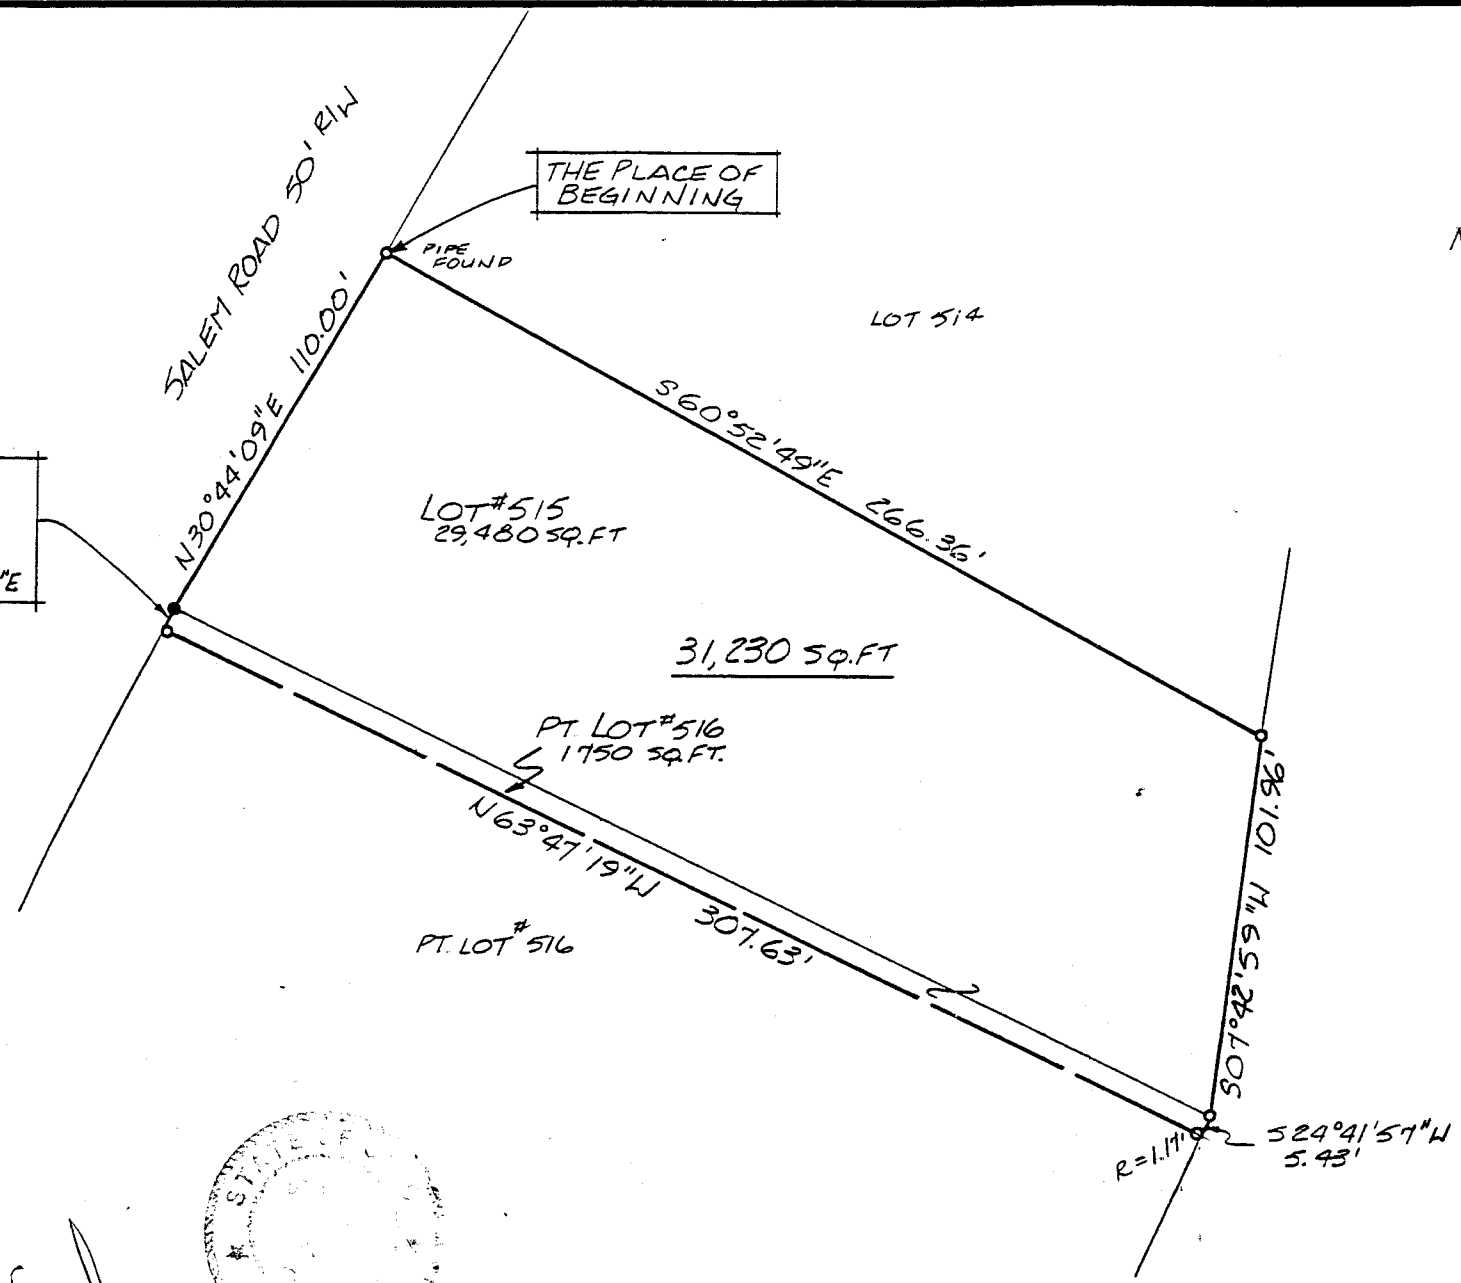 SALEM ROAD 50' R/W
THE PLACE OF
BEGINNING
PIPE
FOUND
LOT 514
N30°44'09"E 110.00'
S60°52'49"E 266.36'
LOT #515
29,480 SQ.FT
"E
31,230 SQ.FT
PT. LOT #516
1750 SQ.FT.
N63°47'19"W 307.63'
PT. LOT #516
S07°42'59"W 101.96'
R=1.17'
S24°41'57"W
5.43'
STATE